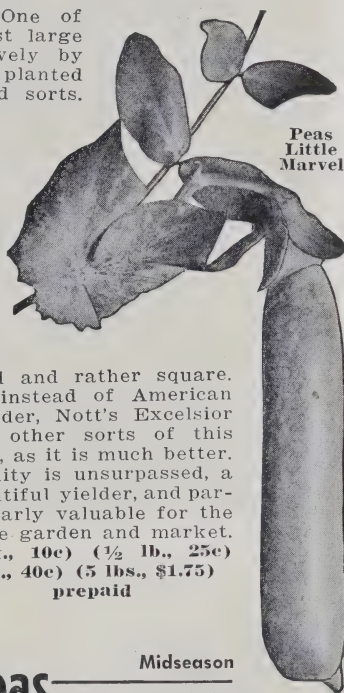 One of
st large
vely by
planted
d sorts.
Peas
Little
Marvel
l and rather square.
instead of American
der, Nott's Excelsior
other sorts of this
, as it is much better.
lity is unsurpassed, a
tiful yielder, and par-
arly valuable for the
e garden and market.
., 10c) (½ lb., 25c)
., 40c) (5 lbs., $1.75)
prepaid
Midseason
eas